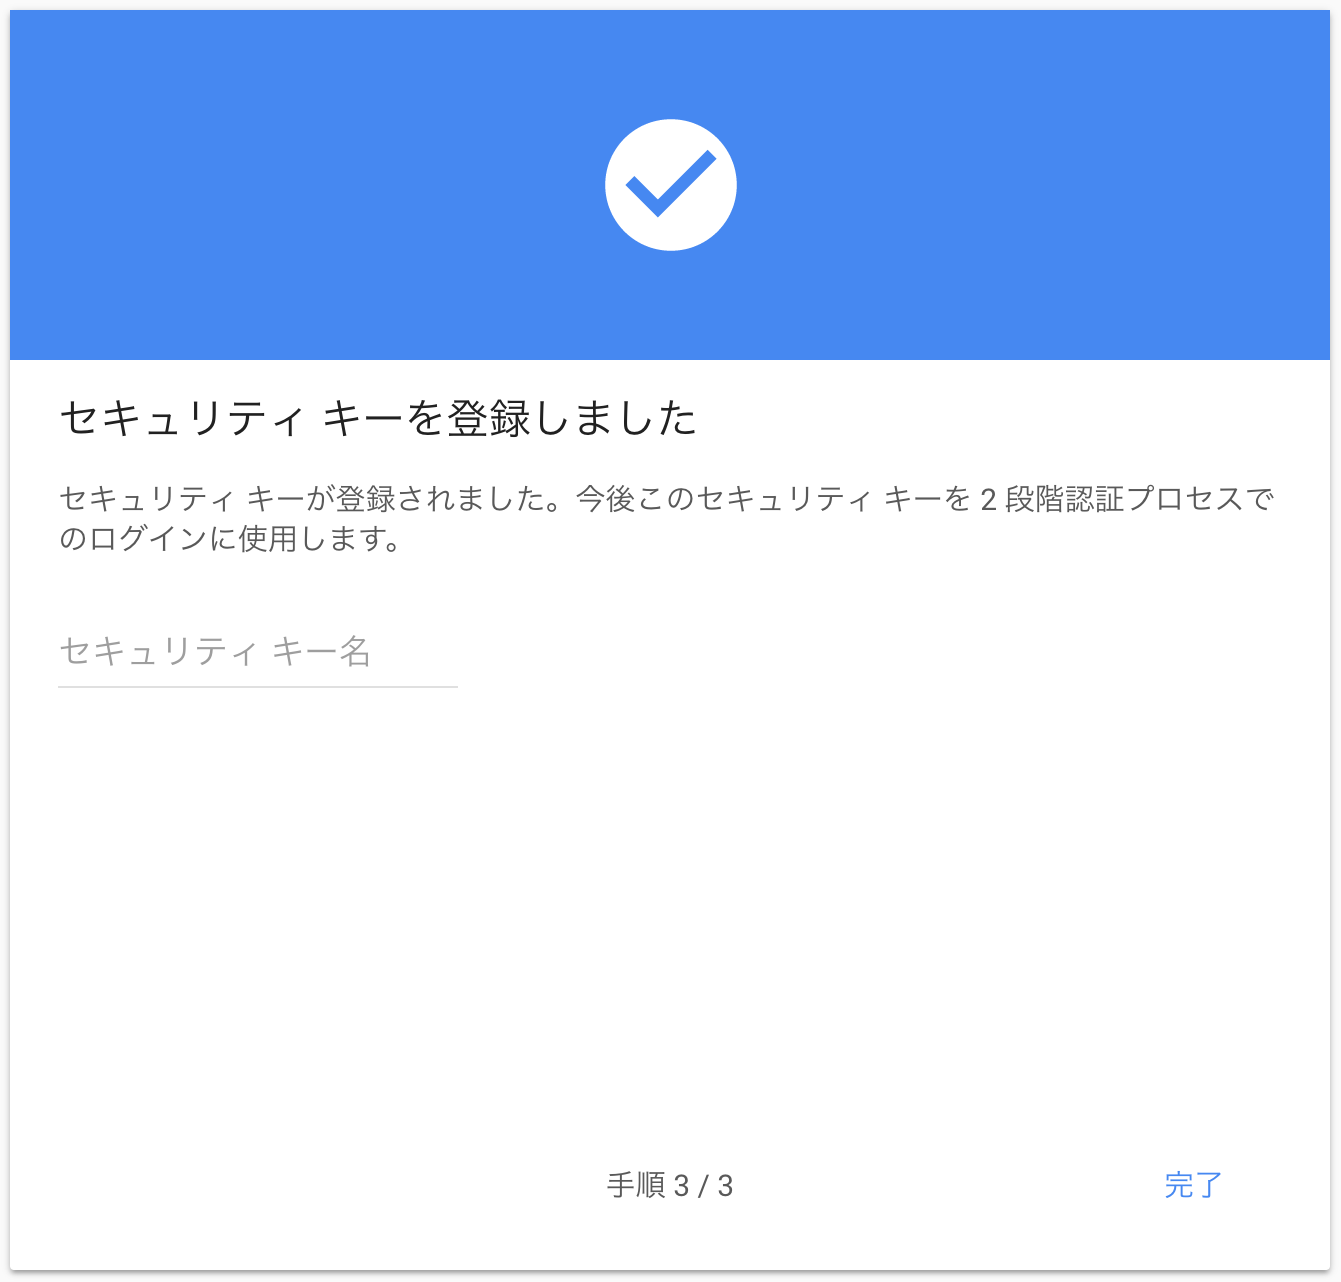 セキュリティ キーを登録しました
セキュリティ キーが登録されました。今後このセキュリティ キーを 2 段階認証プロセスで
のログインに使用します。
セキュリティ キー名
手順 3 / 3
完了